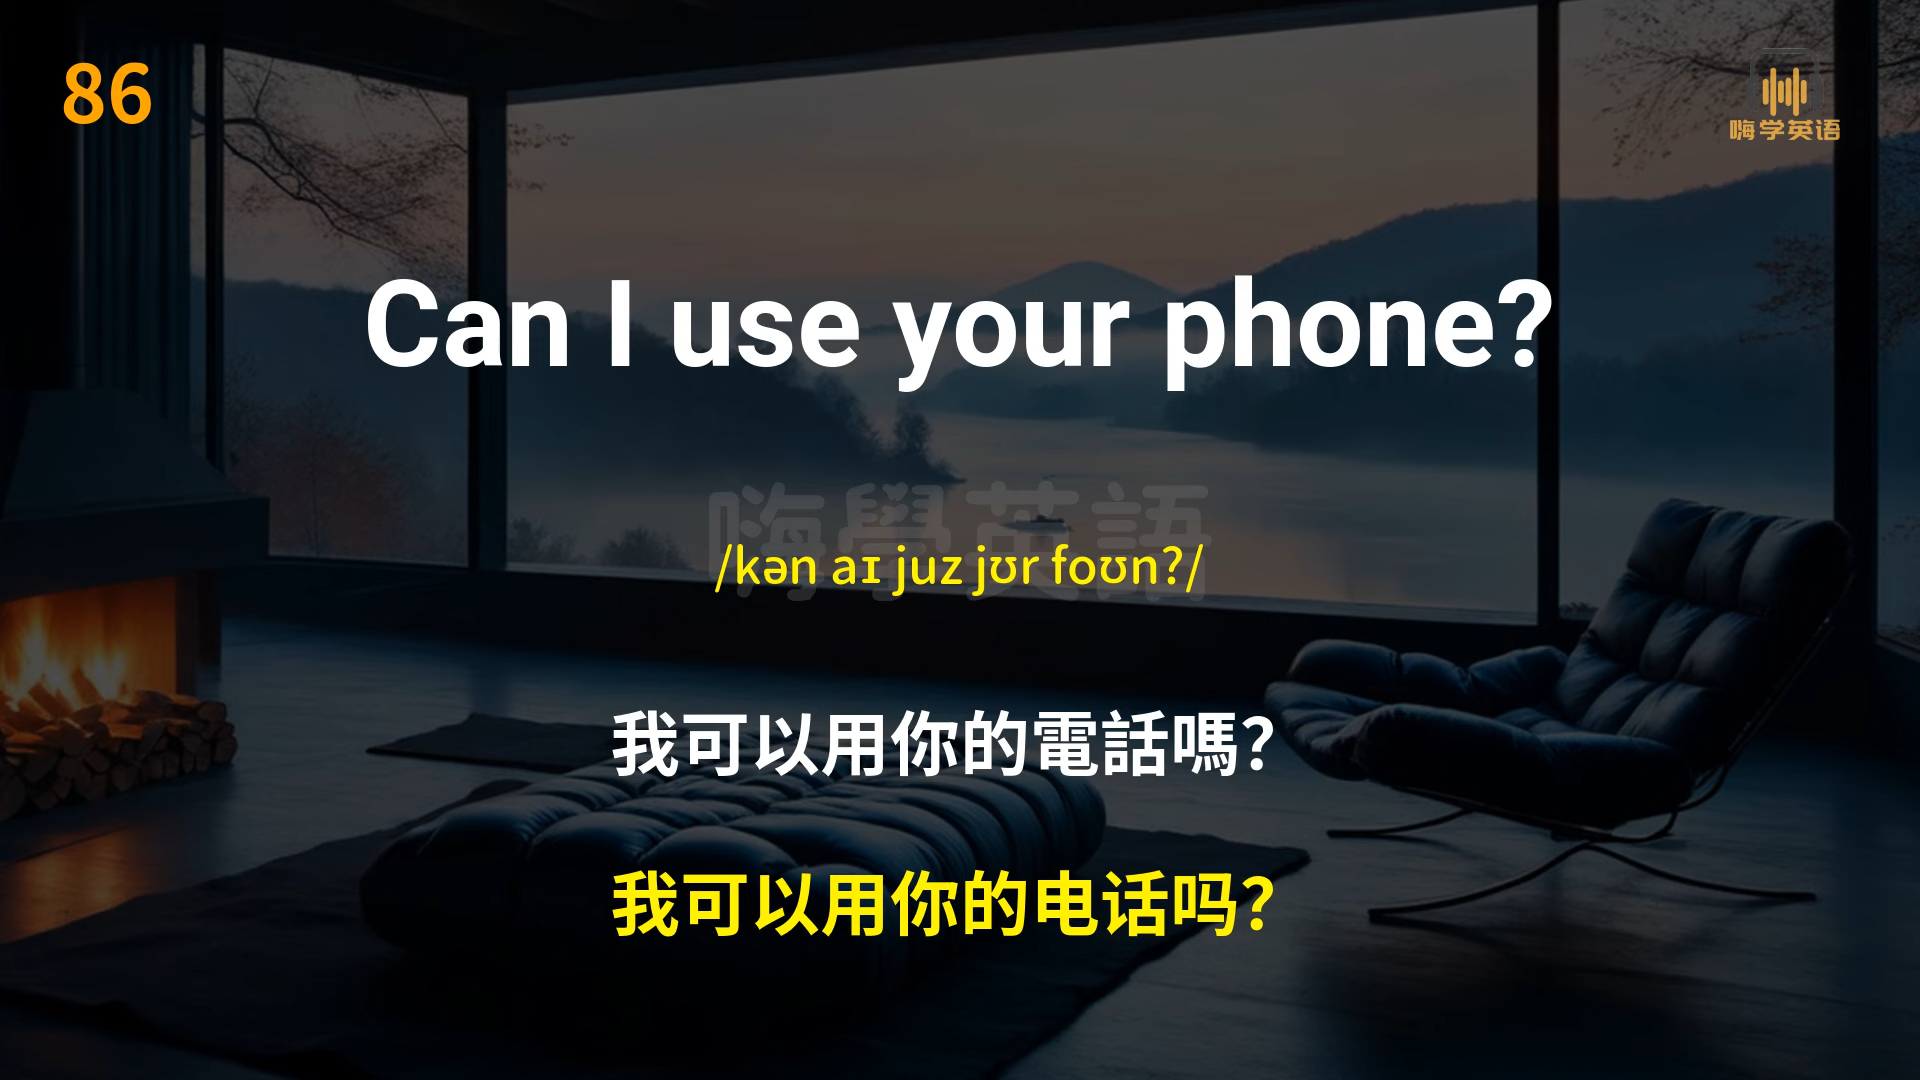 86
嗨学英语
Can I use your phone?
嗨學英語
/kən aɪ juz jʊr foʊn?/
我可以用你的電話嗎?
我可以用你的电话吗?